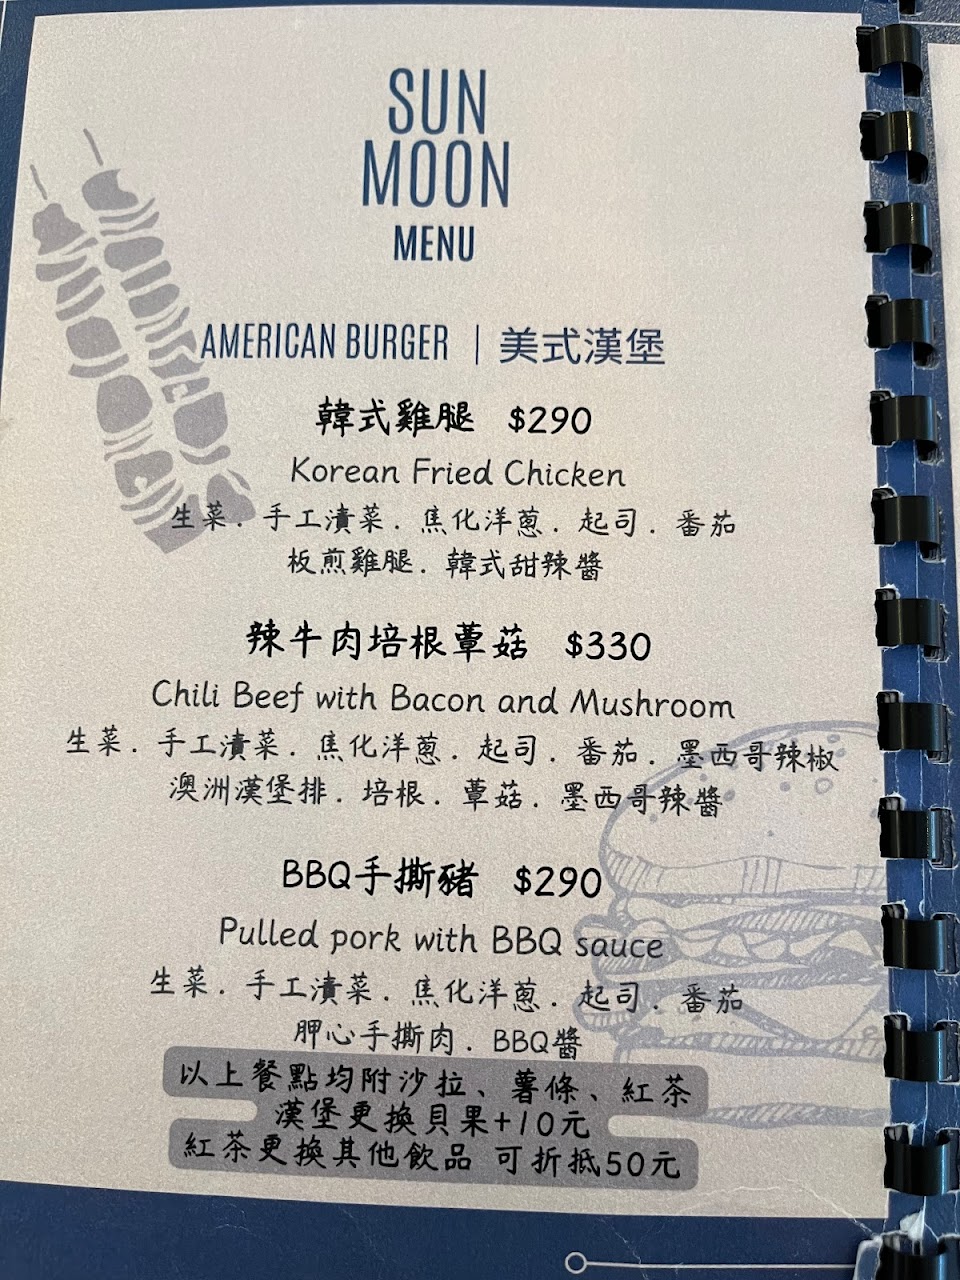 SUN
MOON
MENU
AMERICAN BURGER | 美式漢堡
韓式雞腿 $290
Korean Fried Chicken
生菜. 手工漬菜. 焦化洋蔥. 起司. 番茄
板煎雞腿. 韓式甜辣醬
辣牛肉培根蕈菇 $330
Chili Beef with Bacon and Mushroom
生菜. 手工漬菜. 焦化洋蔥. 起司. 番茄. 墨西哥辣椒
澳洲漢堡排. 培根. 蕈菇. 墨西哥辣醬
BBQ手撕豬 $290
Pulled pork with BBQ sauce
生菜. 手工漬菜. 焦化洋蔥. 起司. 番茄
胛心手撕肉. BBQ醬
以上餐點均附沙拉、薯條、紅茶
漢堡更換貝果+10元
紅茶更換其他飲品 可折抵50元